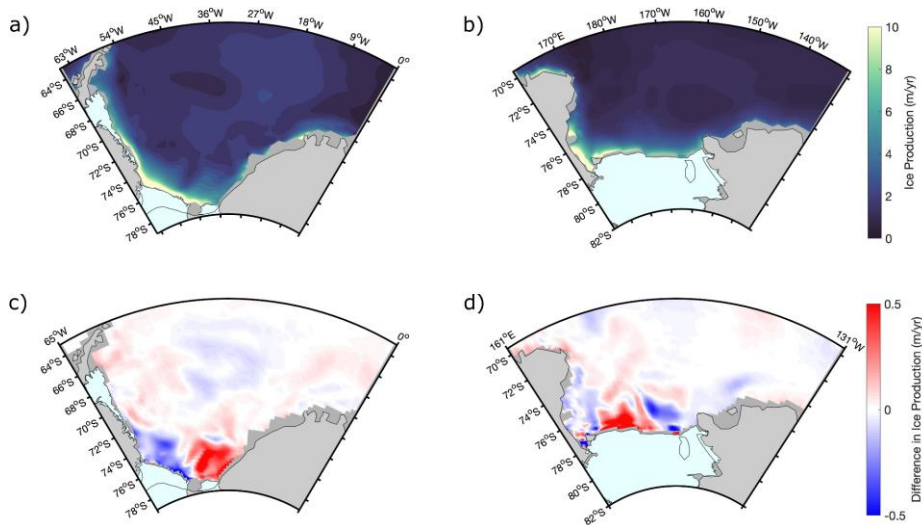 a)
63°W
54°W
45°W
36°W
27°W
18°W
9°W
0°
64°S
66°S
68°S
70°S
72°S
74°S
76°S
78°S
b)
170°E
180°W
170°W
160°W
150°W
140°W
70°S
72°S
74°S
76°S
78°S
80°S
82°S
10
8
6
4
2
0
Ice Production (m/yr)
c)
65°W
0°
64°S
66°S
68°S
70°S
72°S
74°S
76°S
78°S
d)
161°E
131°W
70°S
72°S
74°S
76°S
78°S
80°S
82°S
0.5
0
-0.5
Difference in Ice Production (m/yr)